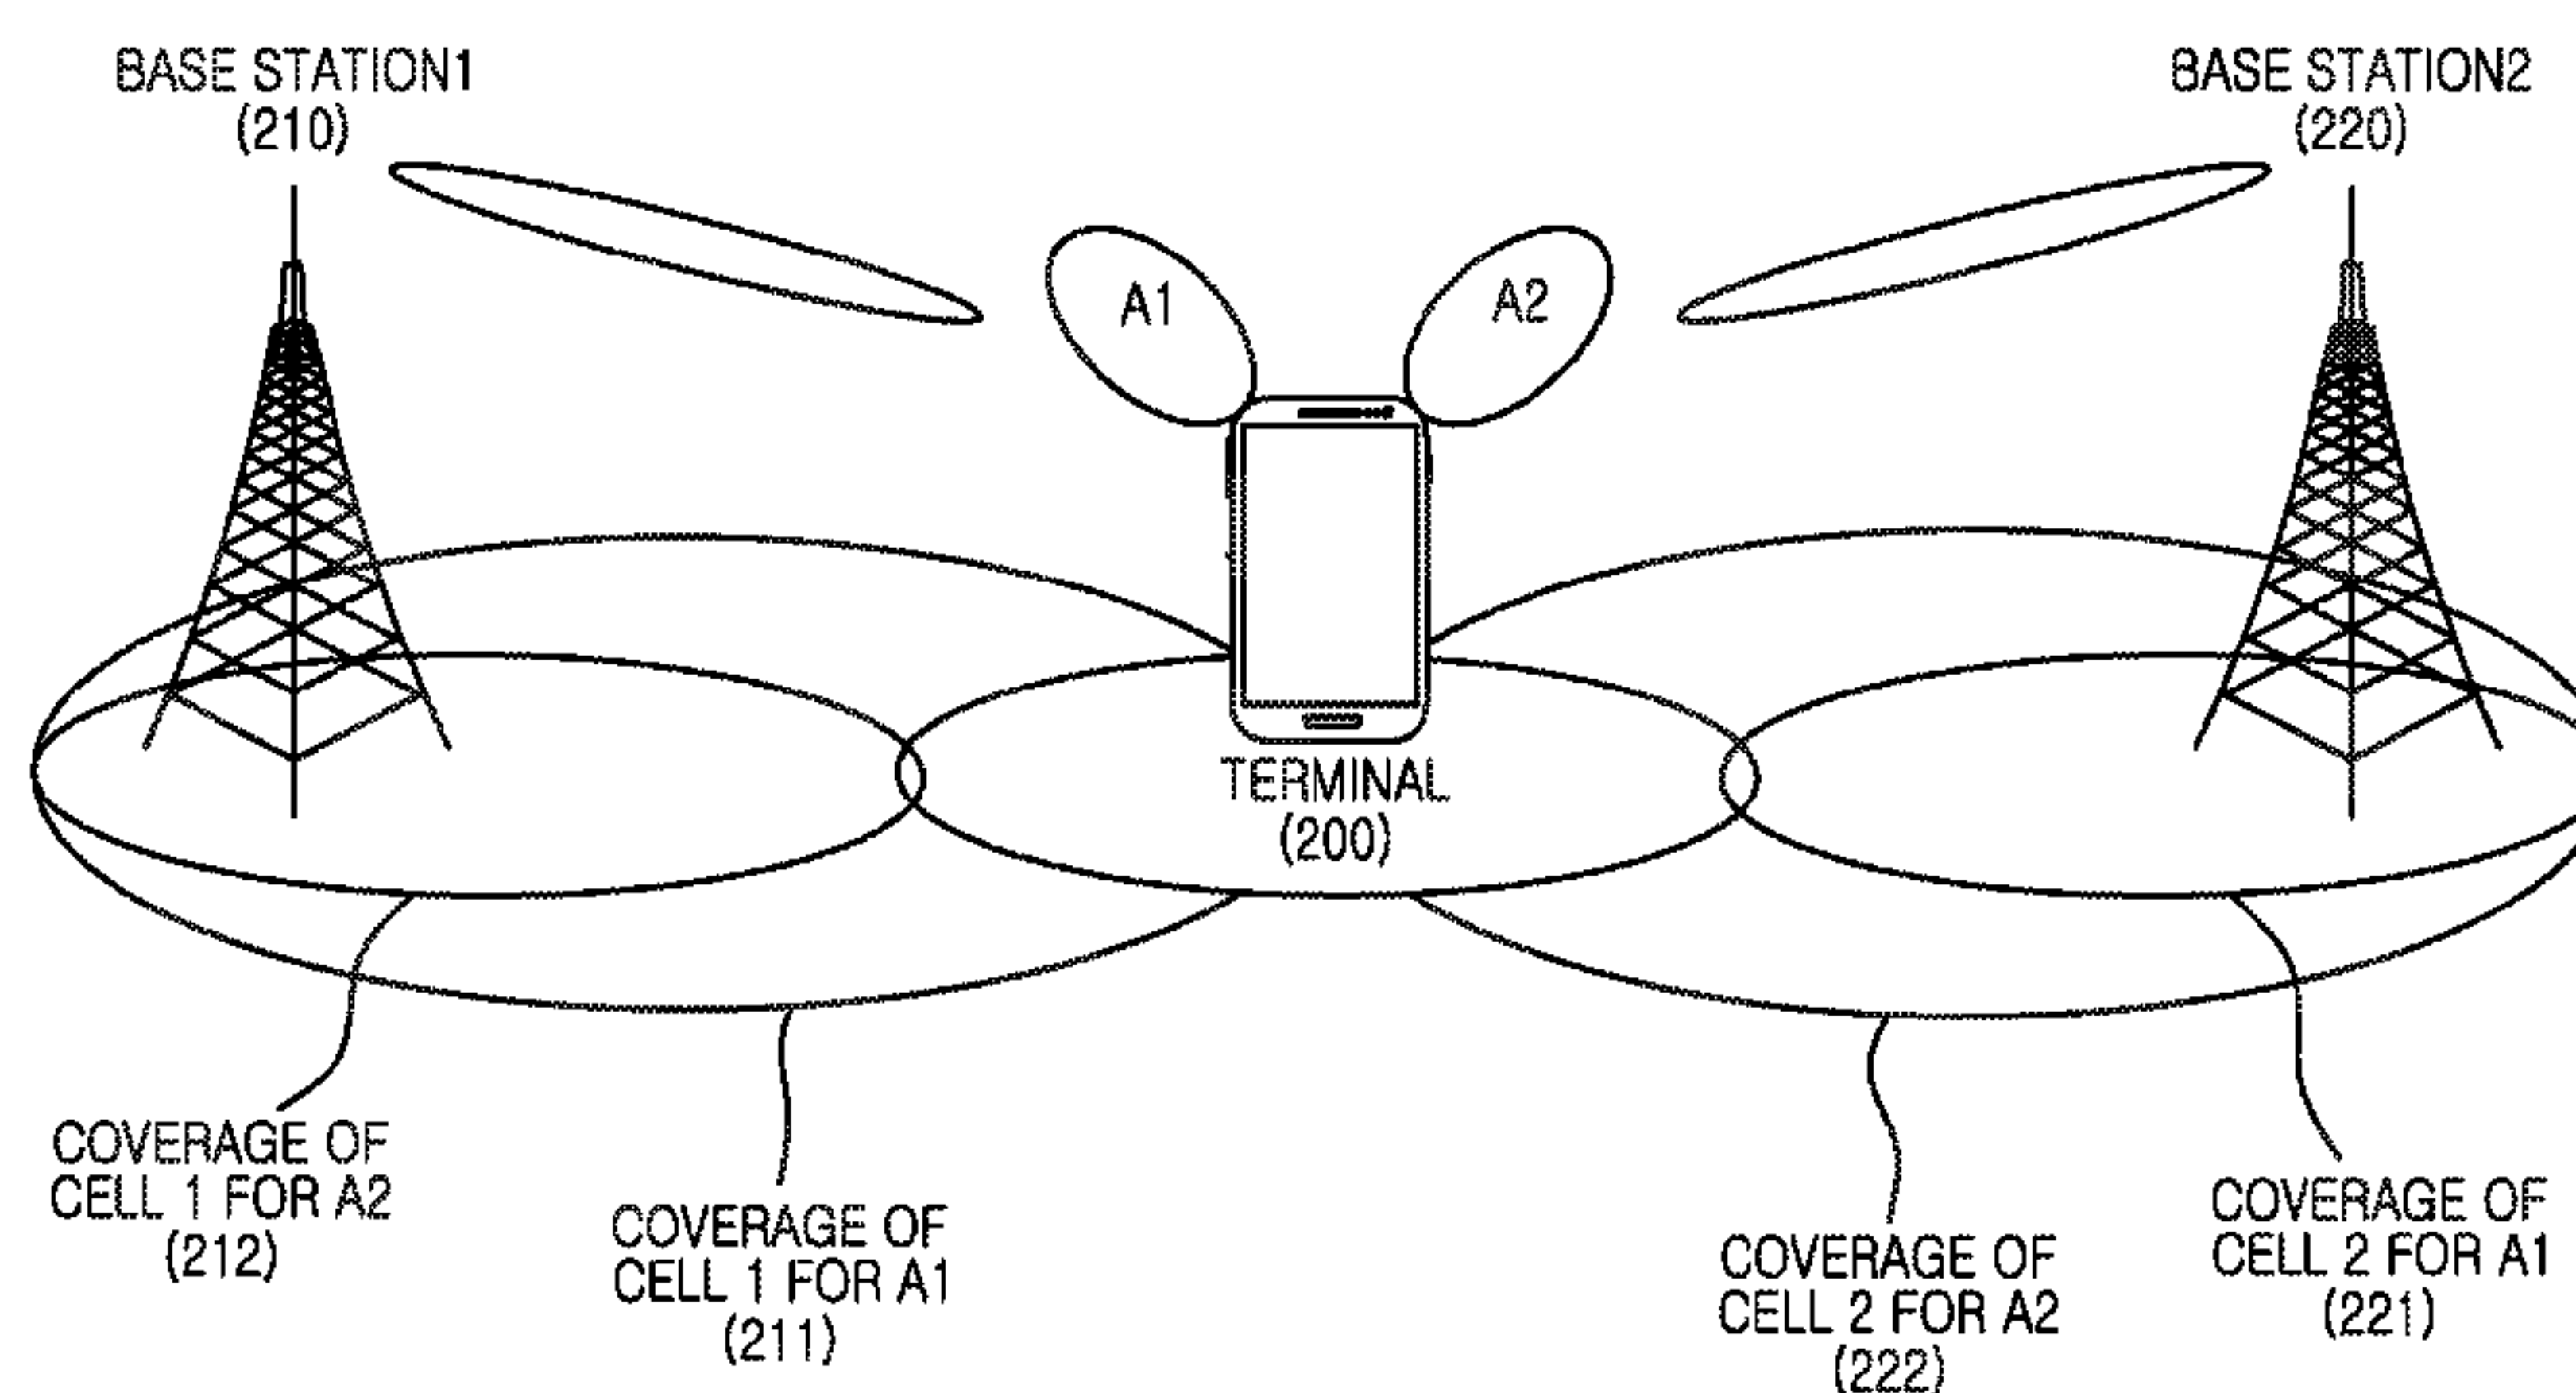 BASE STATION1
(210)
BASE STATION2
(220)
A1
A2
TERMINAL
(200)
COVERAGE OF
CELL 1 FOR A2
(212)
COVERAGE OF
CELL 1 FOR A1
(211)
COVERAGE OF
CELL 2 FOR A2
(222)
COVERAGE OF
CELL 2 FOR A1
(221)